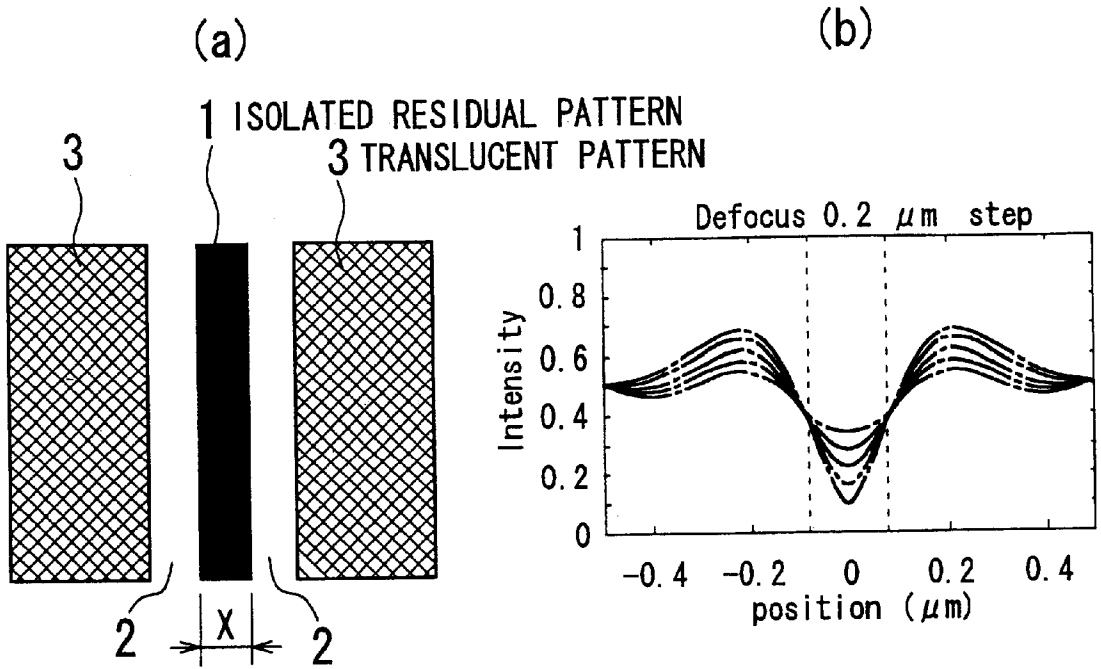 (a)
1 ISOLATED RESIDUAL PATTERN
3
3 TRANSLUCENT PATTERN
2
X
2
(b)
Defocus 0.2 μm step
1
0.8
0.6
0.4
0.2
0
Intensity
-0.4 -0.2 0 0.2 0.4
position (μm)